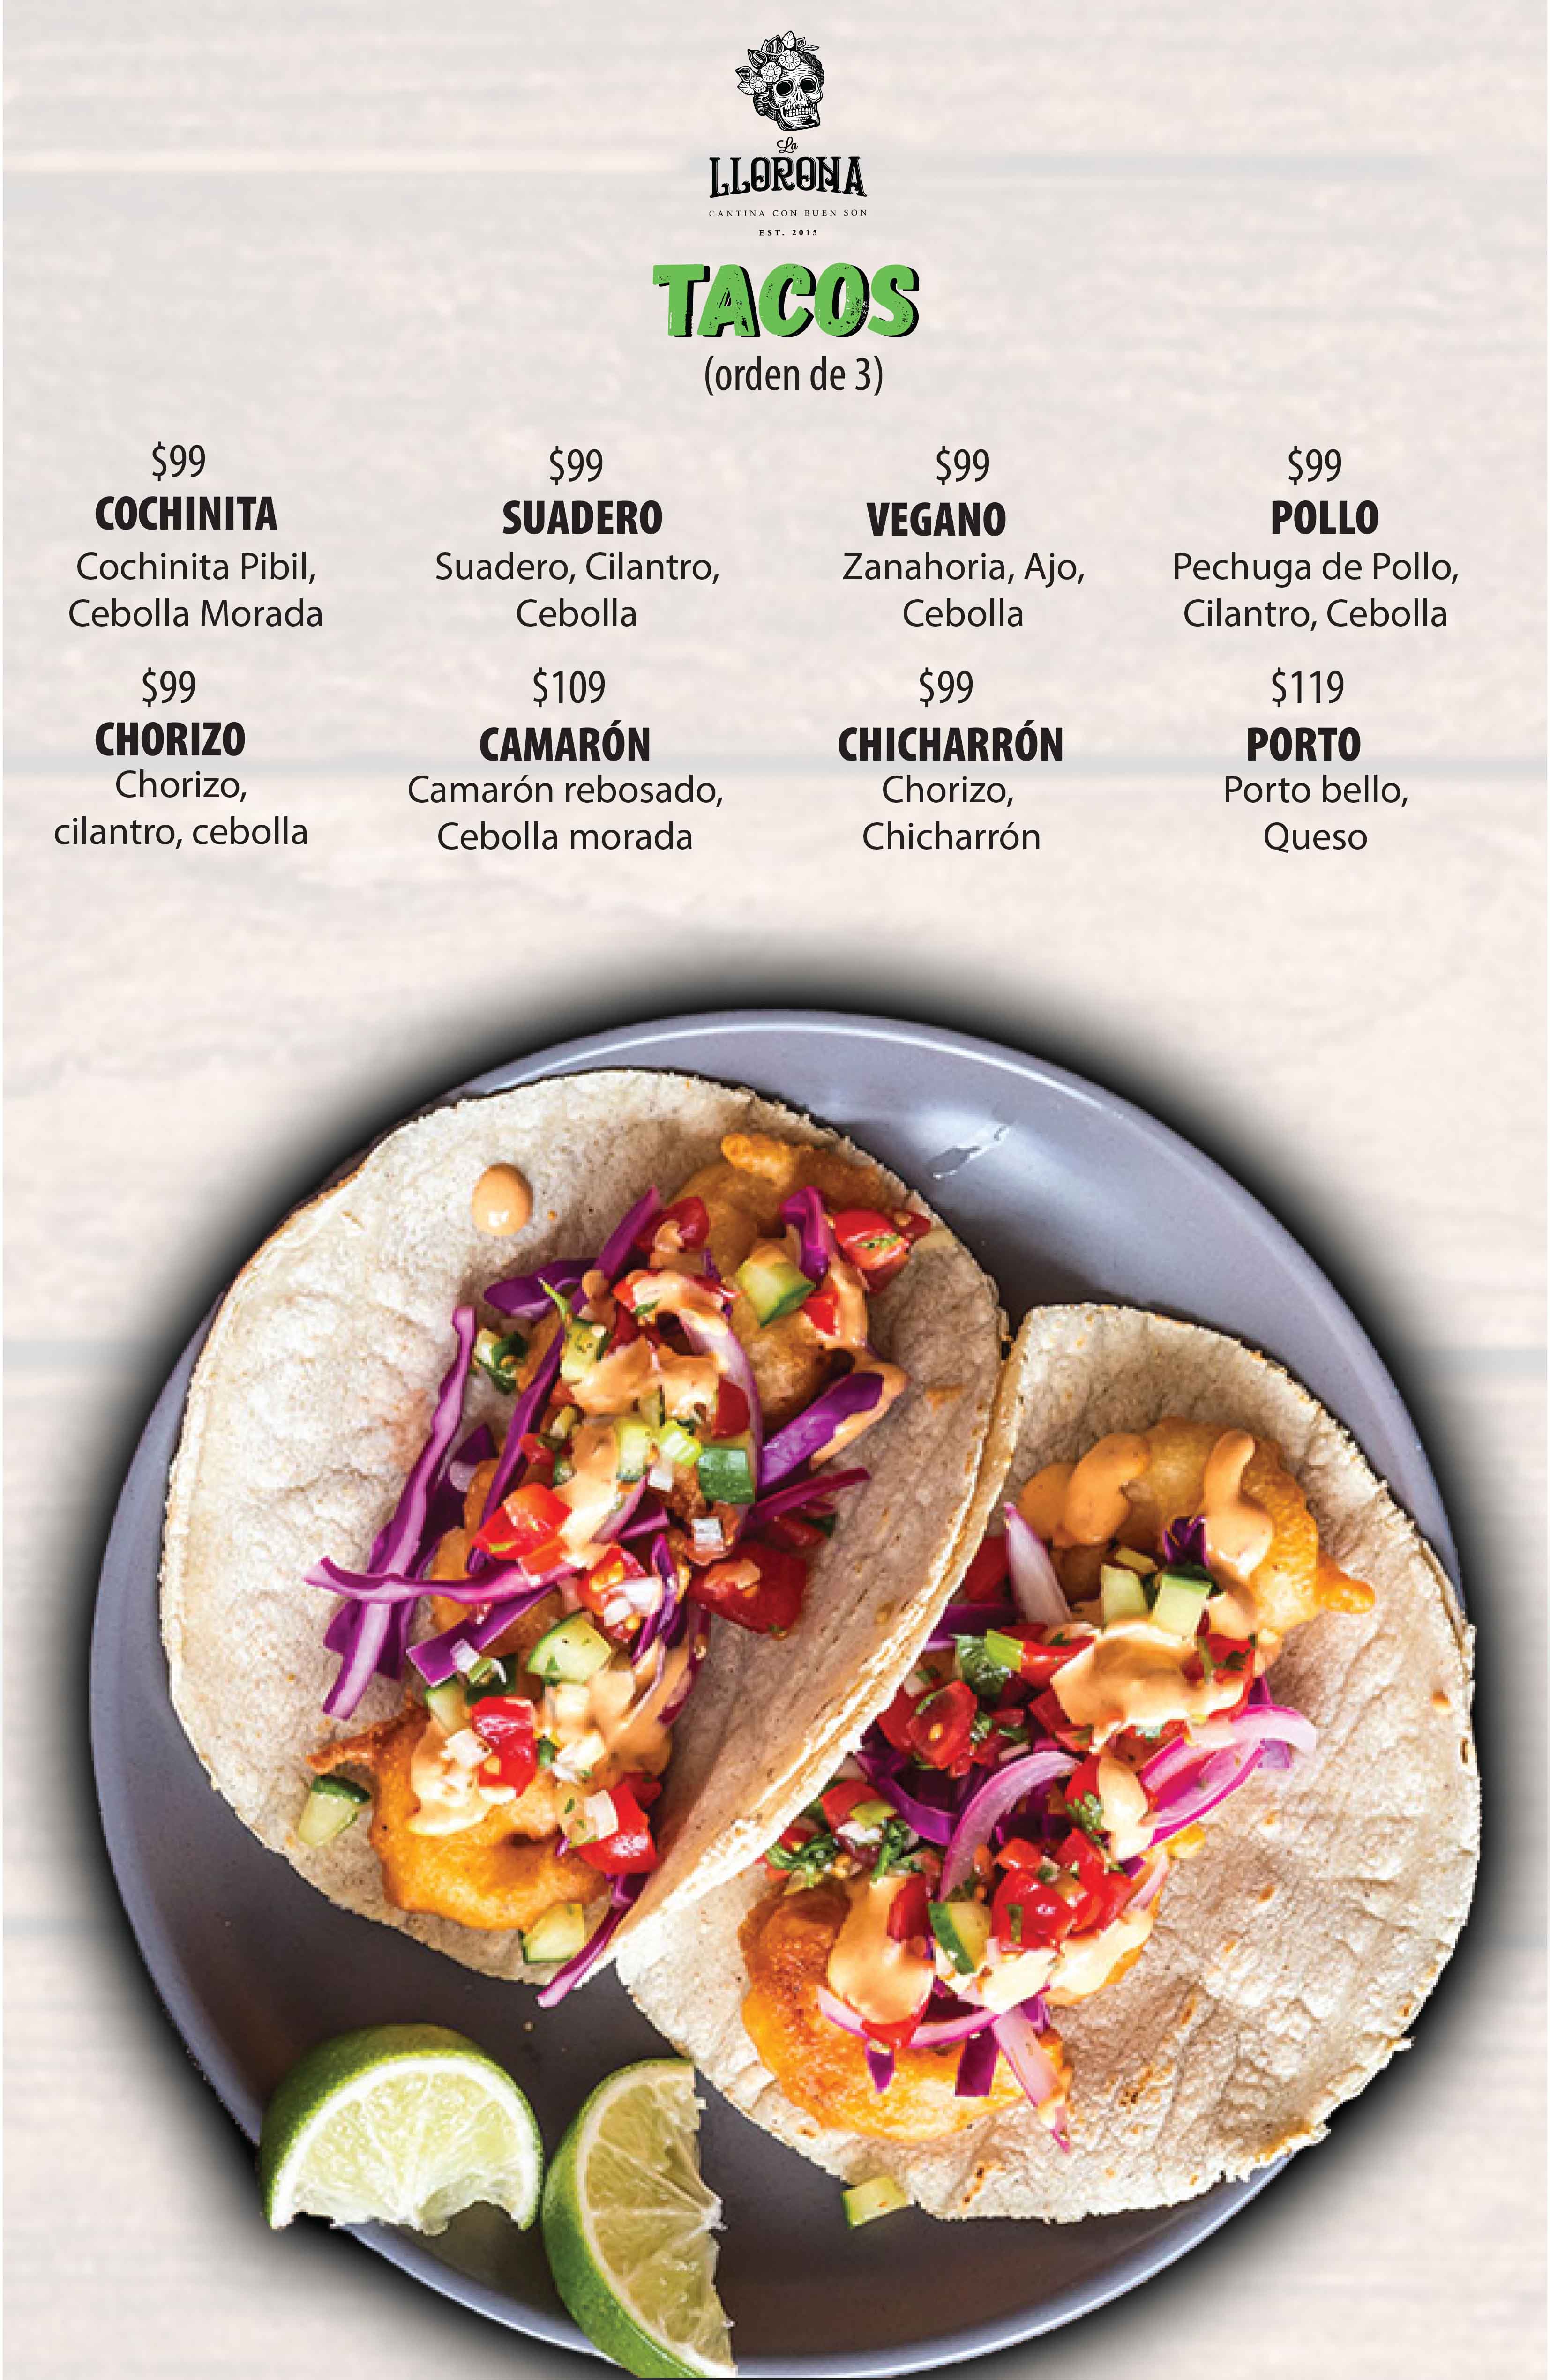 La
LLORONA
CANTINA CON BUEN SON
EST. 2015
TACOS
(orden de 3)
$99
COCHINITA
Cochinita Pibil,
Cebolla Morada
$99
SUADERO
Suadero, Cilantro,
Cebolla
$99
VEGANO
Zanahoria, Ajo,
Cebolla
$99
POLLO
Pechuga de Pollo,
Cilantro, Cebolla
$99
CHORIZO
Chorizo,
cilantro, cebolla
$109
CAMARÓN
Camarón rebosado,
Cebolla morada
$99
CHICHARRÓN
Chorizo,
Chicharrón
$119
PORTO
Porto bello,
Queso